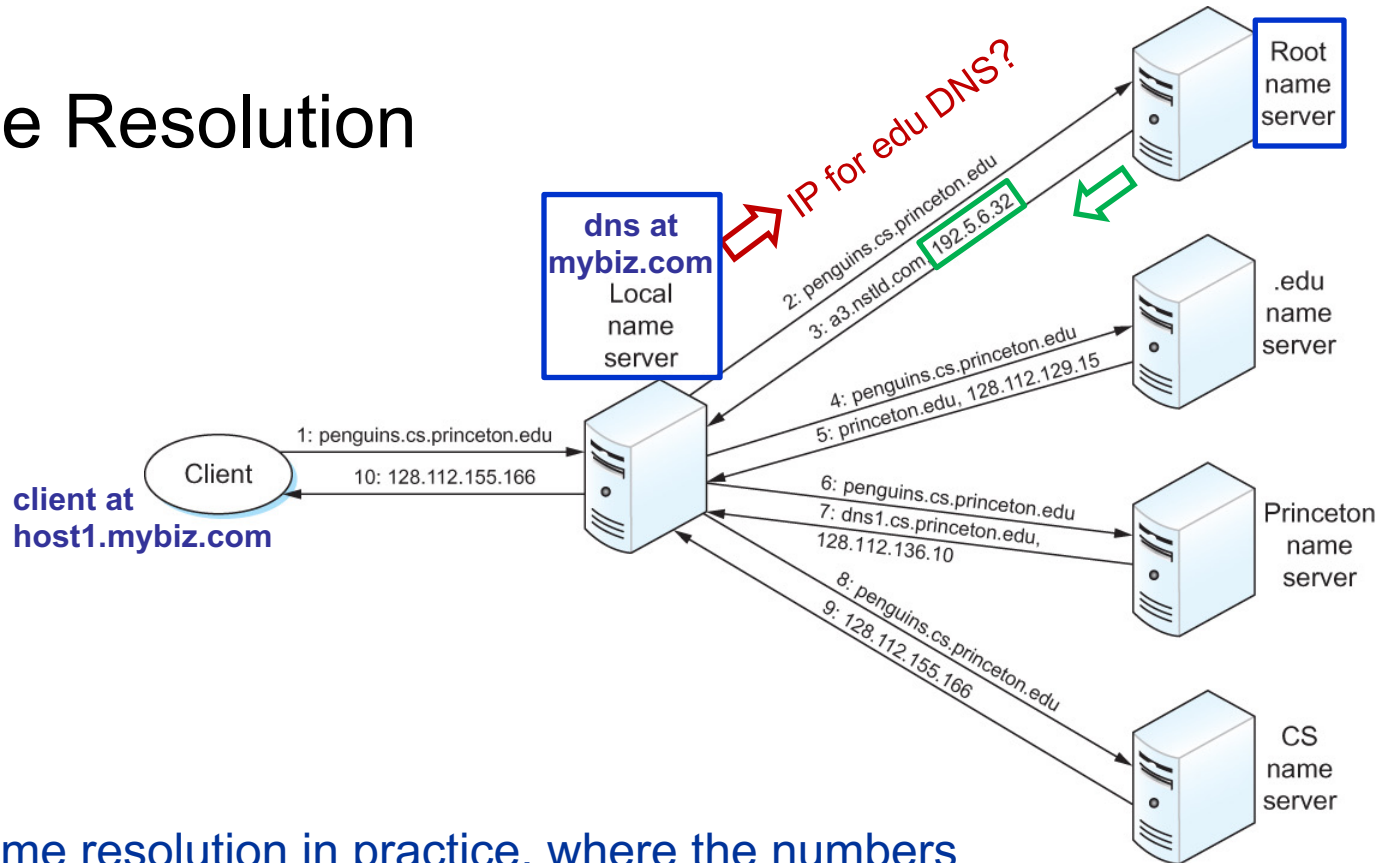 e Resolution
IP for edu DNS?
Root
name
server
dns at
mybiz.com
Local
name
server
2: penguins.cs.princeton.edu
3: a3.nstld.com, 192.5.6.32
.edu
name
server
4: penguins.cs.princeton.edu
5: princeton.edu, 128.112.129.15
1: penguins.cs.princeton.edu
Client
10: 128.112.155.166
client at
host1.mybiz.com
6: penguins.cs.princeton.edu
7: dns1.cs.princeton.edu,
128.112.136.10
Princeton
name
server
8: penguins.cs.princeton.edu
9: 128.112.155.166
CS
name
server
me resolution in practice, where the numbers